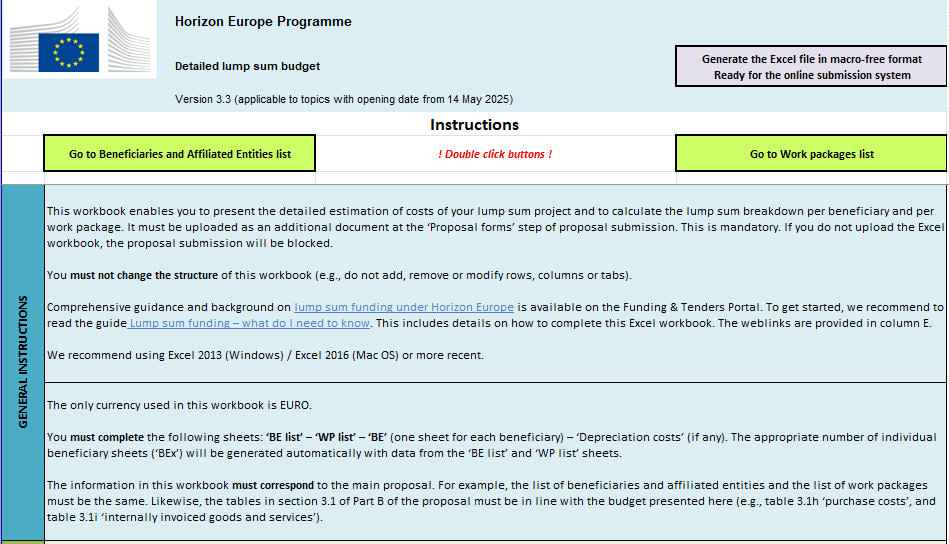 Horizon Europe Programme
Detailed lump sum budget
Generate the Excel file in macro-free format
Ready for the online submission system
Version 3.3 (applicable to topics with opening date from 14 May 2025)
Instructions
Go to Beneficiaries and Affiliated Entities list
! Double click buttons !
Go to Work packages list
GENERAL INSTRUCTIONS
This workbook enables you to present the detailed estimation of costs of your lump sum project and to calculate the lump sum breakdown per beneficiary and per
work package. It must be uploaded as an additional document at the ‘Proposal forms’ step of proposal submission. This is mandatory. If you do not upload the Excel
workbook, the proposal submission will be blocked.
You must not change the structure of this workbook (e.g., do not add, remove or modify rows, columns or tabs).
Comprehensive guidance and background on lump sum funding under Horizon Europe is available on the Funding & Tenders Portal. To get started, we recommend to
read the guide Lump sum funding – what do I need to know. This includes details on how to complete this Excel workbook. The weblinks are provided in column E.
We recommend using Excel 2013 (Windows) / Excel 2016 (Mac OS) or more recent.
The only currency used in this workbook is EURO.
You must complete the following sheets: ‘BE list’ – ‘WP list’ – ‘BE’ (one sheet for each beneficiary) – ‘Depreciation costs’ (if any). The appropriate number of individual
beneficiary sheets (‘BEx’) will be generated automatically with data from the ‘BE list’ and ‘WP list’ sheets.
The information in this workbook must correspond to the main proposal. For example, the list of beneficiaries and affiliated entities and the list of work packages
must be the same. Likewise, the tables in section 3.1 of Part B of the proposal must be in line with the budget presented here (e.g., table 3.1h ‘purchase costs’, and
table 3.1i ‘internally invoiced goods and services’).